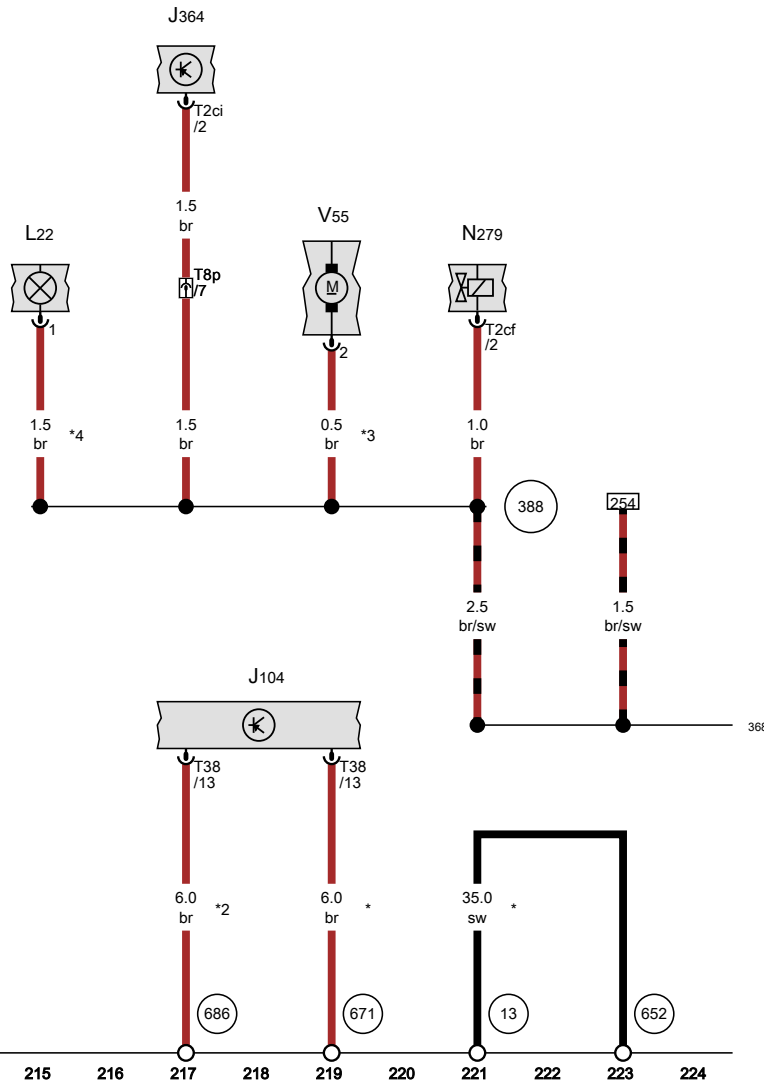 J364
T2ci
/2
1.5
br
L22
V55
N279
T8p
/7
1
2
T2cf
/2
1.5
br
*4
1.5
br
0.5
br
*3
1.0
br
388
254
2.5
br/sw
1.5
br/sw
J104
368
T38
/13
T38
/13
6.0
br
*2
6.0
br
*
35.0
sw
*
686
671
13
652
215 216 217 218 219 220 221 222 223 224